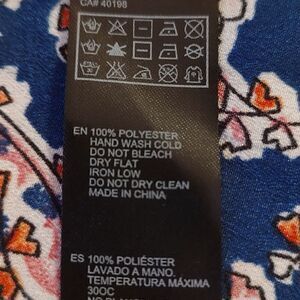 CA# 40198
EN 100% POLYESTER
HAND WASH COLD
DO NOT BLEACH
DRY FLAT
IRON LOW
DO NOT DRY CLEAN
MADE IN CHINA
ES 100% POLIÉSTER
LAVADO A MANO.
TEMPERATURA MÁXIMA
30OC